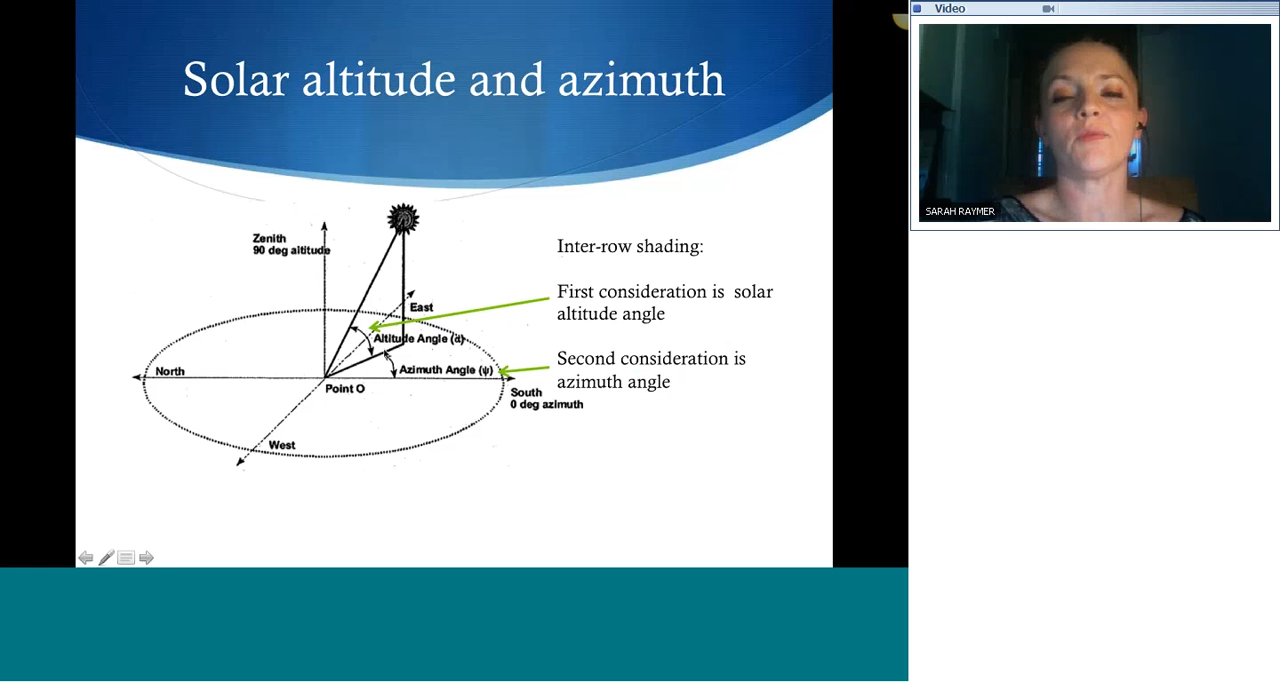 Solar altitude and azimuth
Zenith
90 deg altitude
East
Altitude Angle (α)
North
Azimuth Angle (ψ)
Point O
South
0 deg azimuth
West
Inter-row shading:
First consideration is solar
altitude angle
Second consideration is
azimuth angle
Video
SARAH RAYMER